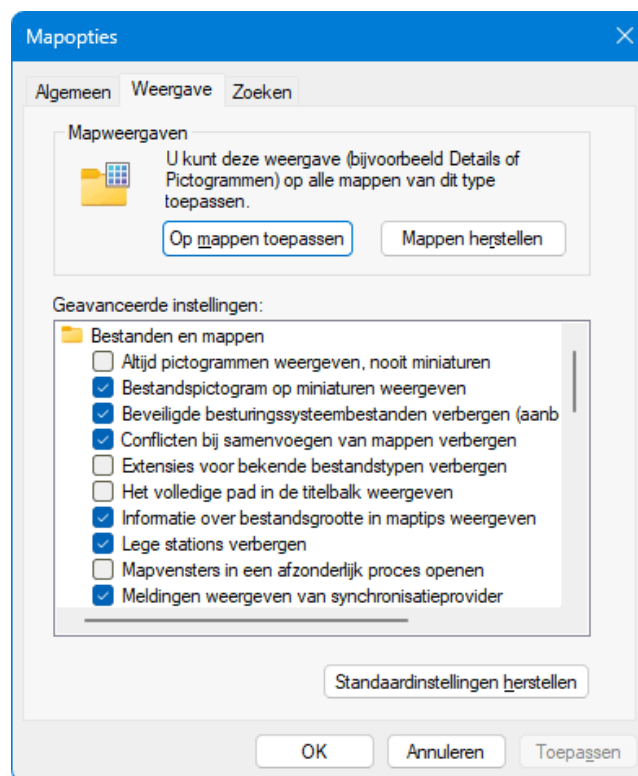 Mapopties
Algemeen Weergave Zoeken
Mapweergaven
U kunt deze weergave (bijvoorbeeld Details of
Pictogrammen) op alle mappen van dit type
toepassen.
Op mappen toepassen Mappen herstellen
Geavanceerde instellingen:
Bestanden en mappen
Altijd pictogrammen weergeven, nooit miniaturen
Bestandspictogram op miniaturen weergeven
Beveiligde besturingssysteembestanden verbergen (aanb
Conflicten bij samenvoegen van mappen verbergen
Extensies voor bekende bestandstypen verbergen
Het volledige pad in de titelbalk weergeven
Informatie over bestandsgrootte in maptips weergeven
Lege stations verbergen
Mapvensters in een afzonderlijk proces openen
Meldingen weergeven van synchronisatieprovider
Standaardinstellingen herstellen
OK Annuleren Toepassen